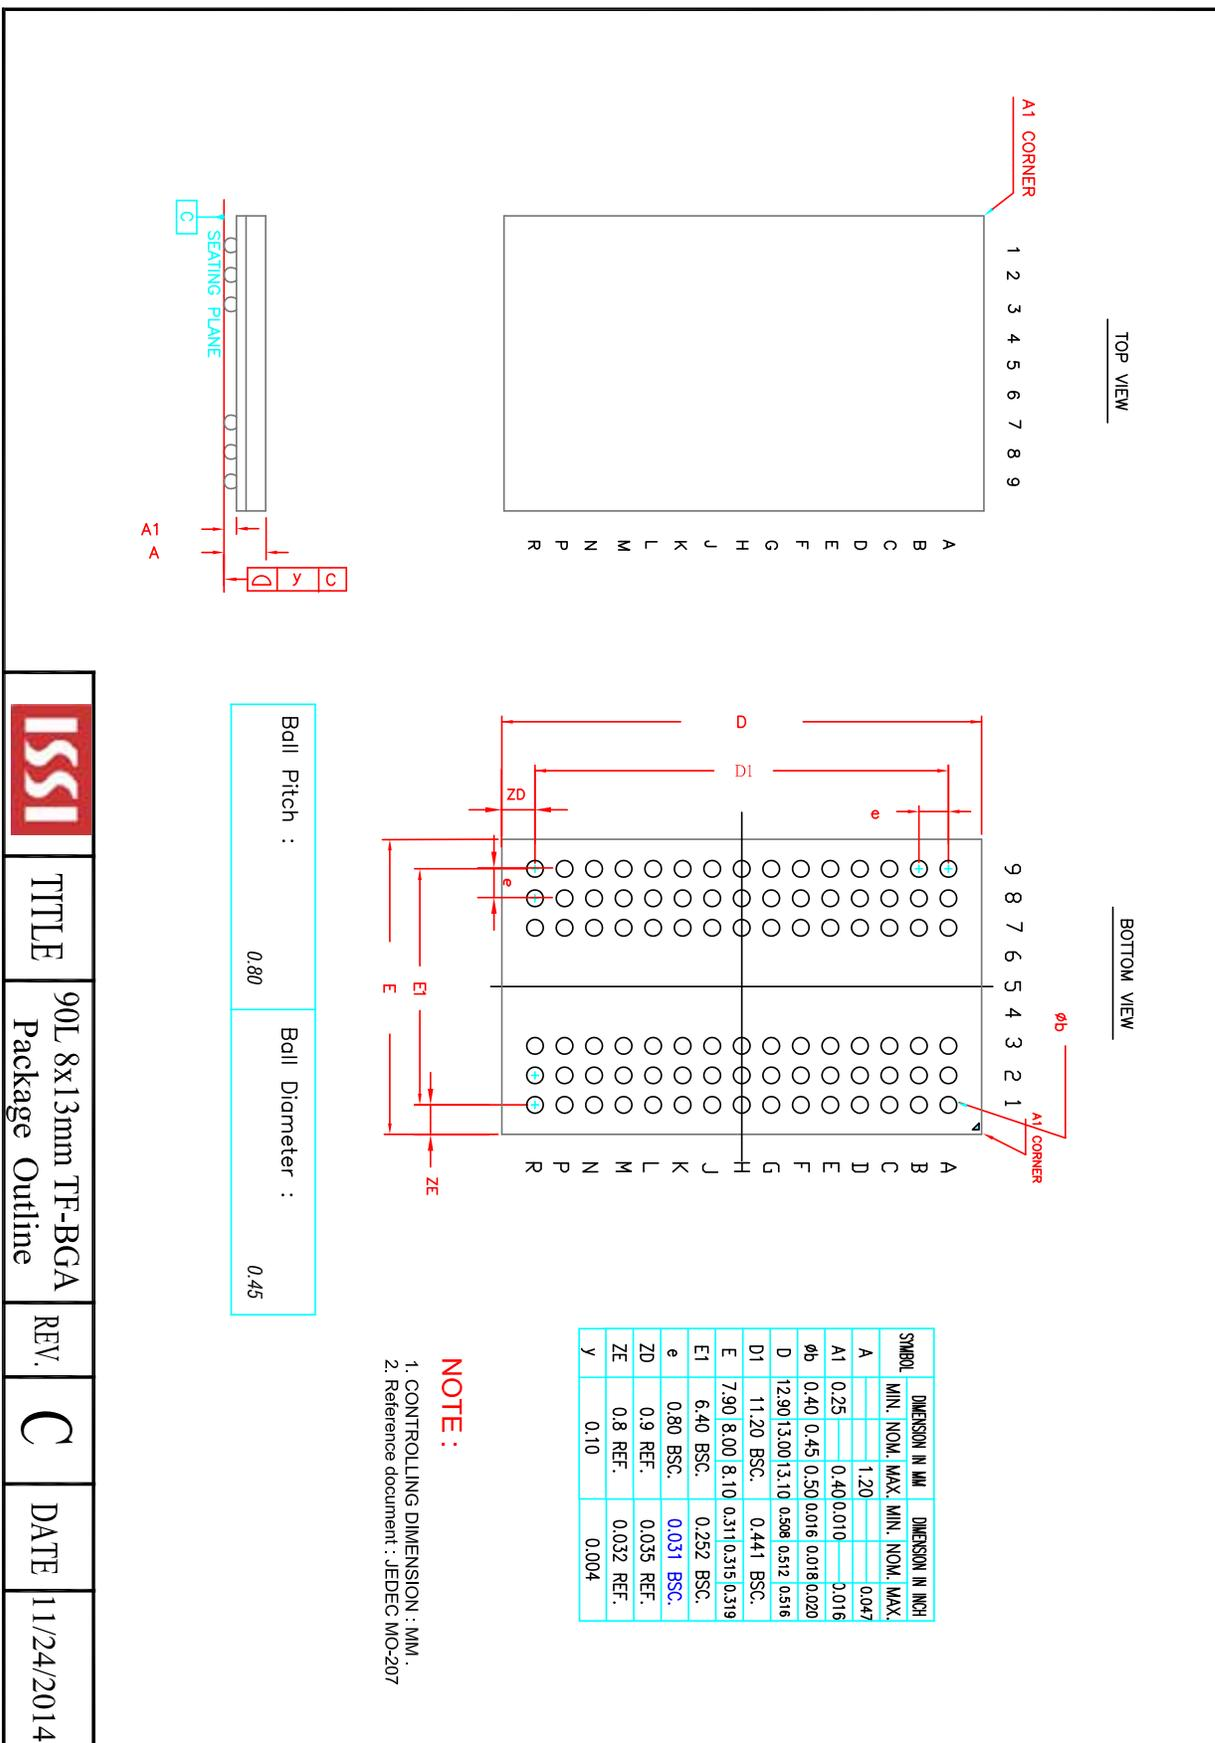 TOP VIEW
A1 CORNER
1 2 3 4 5 6 7 8 9
A
B
C
D
E
F
G
H
J
K
L
M
N
P
R
C
SEATING PLANE
A1
A
y C
BOTTOM VIEW
Øb
A1 CORNER
9 8 7 6 5 4 3 2 1
A
B
C
D
E
F
G
H
J
K
L
M
N
P
R
e
D
D1
ZD
e
E1
E
ZE
SYMBOL DIMENSION IN MM DIMENSION IN INCH
MIN. NOM. MAX. MIN. NOM. MAX.
A 1.20 0.047
A1 0.25 0.40 0.010 0.016
Øb 0.40 0.45 0.50 0.016 0.018 0.020
D 12.90 13.00 13.10 0.508 0.512 0.516
D1 11.20 BSC. 0.441 BSC.
E 7.90 8.00 8.10 0.311 0.315 0.319
E1 6.40 BSC. 0.252 BSC.
e 0.80 BSC. 0.031 BSC.
ZD 0.9 REF. 0.035 REF.
ZE 0.8 REF. 0.032 REF.
y 0.10 0.004
NOTE :
1. CONTROLLING DIMENSION : MM .
2. Reference document : JEDEC MO-207
Ball Pitch : 0.80
Ball Diameter : 0.45
ISSI
TITLE
90L 8x13mm TF-BGA
Package Outline
REV.
C
DATE
11/24/2014